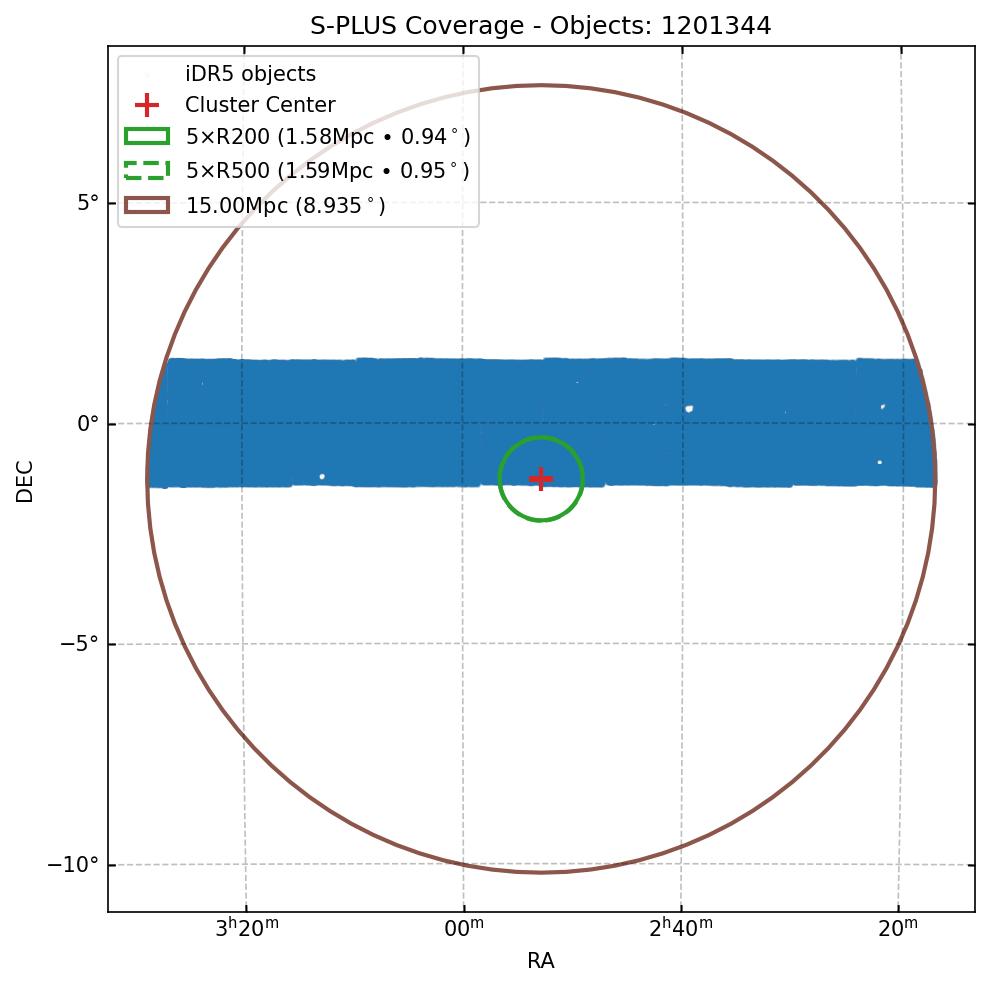 S-PLUS Coverage - Objects: 1201344
iDR5 objects
Cluster Center
5×R200 (1.58Mpc • 0.94°)
5×R500 (1.59Mpc • 0.95°)
15.00Mpc (8.935°)
5°
0°
−5°
−10°
DEC
3ʰ20ᵐ
00ᵐ
2ʰ40ᵐ
20ᵐ
RA